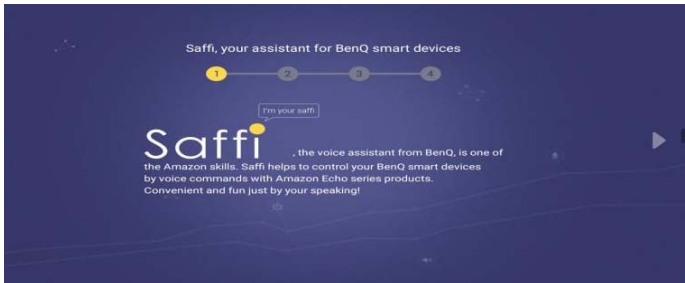 Saffi, your assistant for BenQ smart devices
1 2 3 4
I'm your saffi
Saffi, the voice assistant from BenQ, is one of
the Amazon skills. Saffi helps to control your BenQ smart devices
by voice commands with Amazon Echo series products.
Convenient and fun just by your speaking!